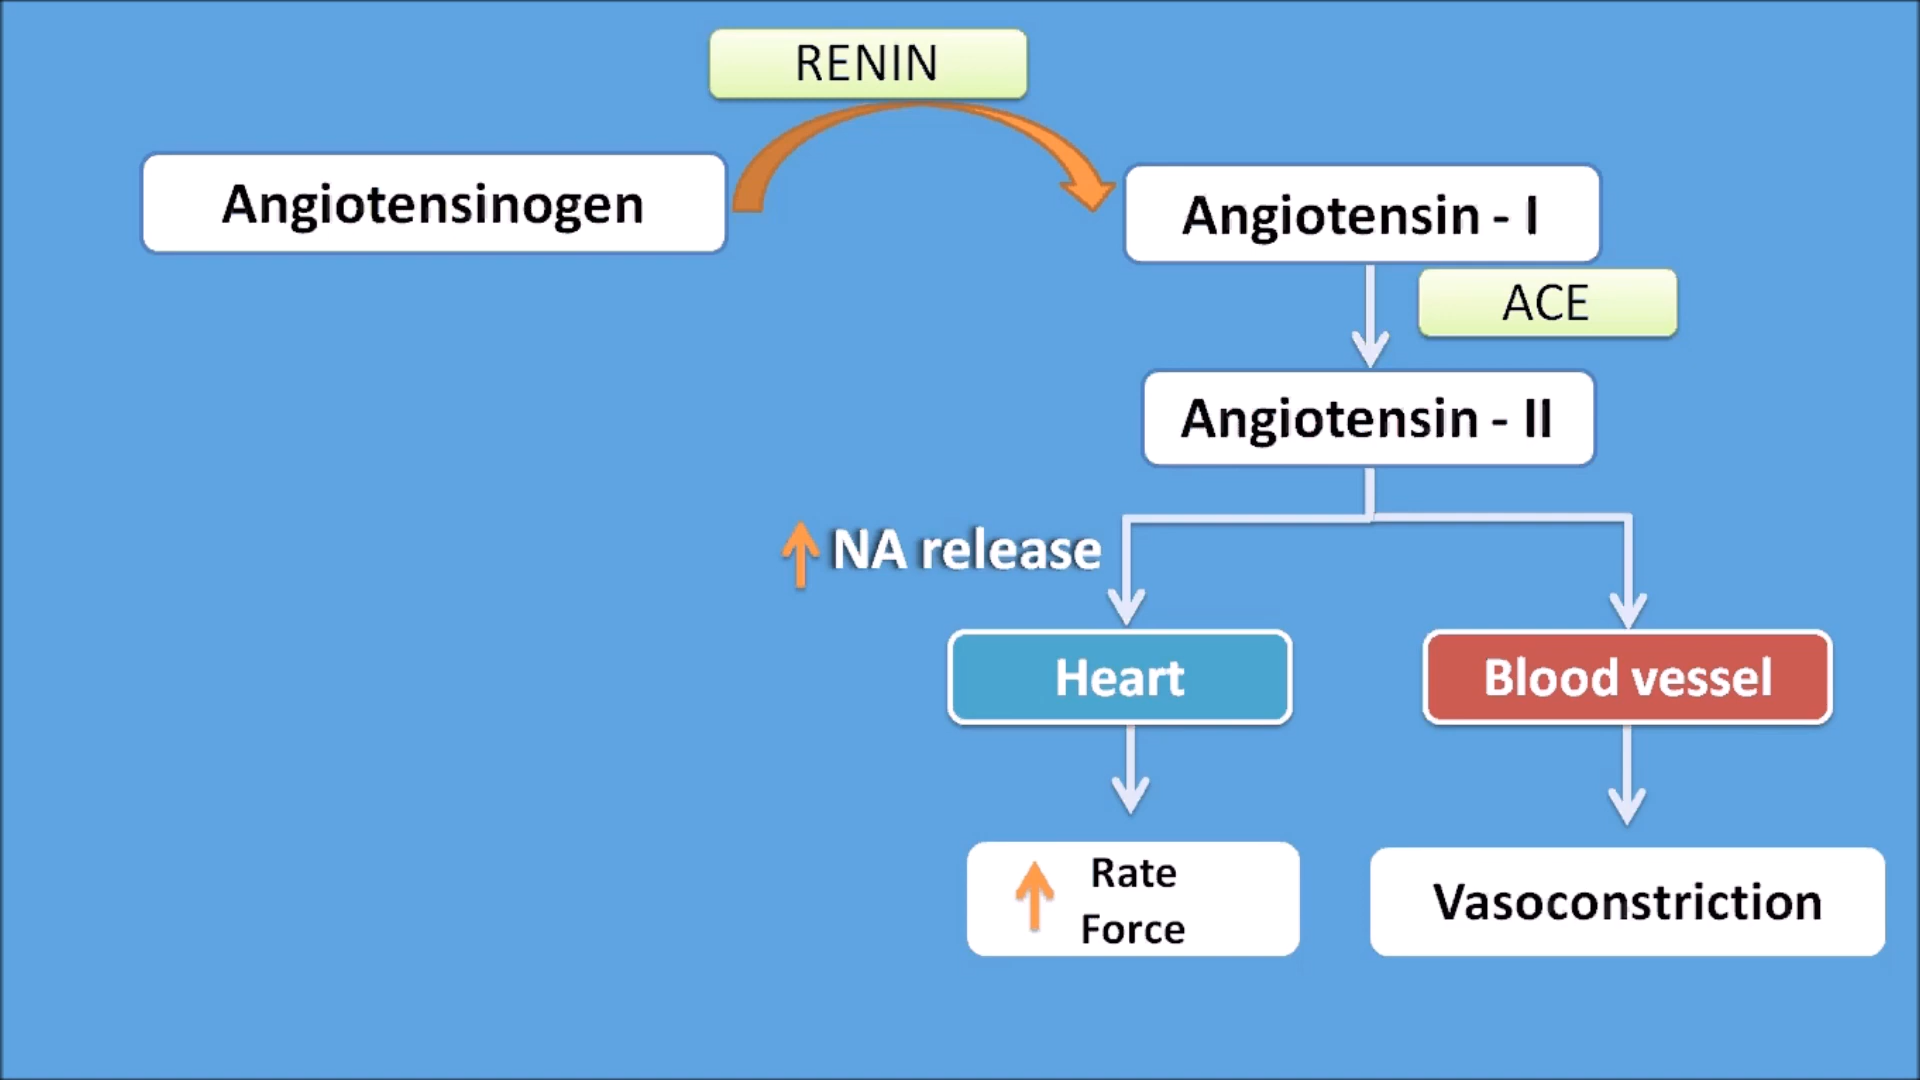 RENIN
Angiotensinogen
Angiotensin - I
ACE
Angiotensin - II
NA release
Heart
Blood vessel
Rate
Force
Vasoconstriction